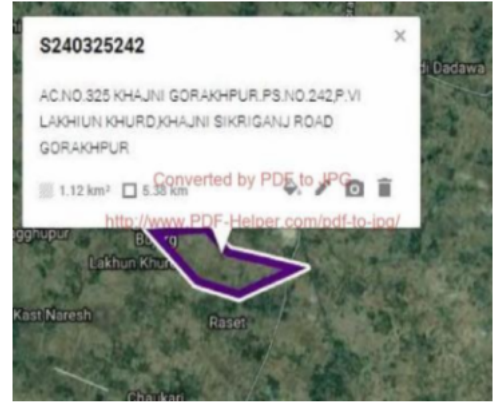 S240325242
di Dadawa
AC.NO.325 KHAJNI GORAKHPUR.PS.NO.242,P.VI
LAKHIUN KHURD,KHAJNI SIKRIGANJ ROAD
GORAKHPUR
Converted by PDF to JPG
1.12 km² 5.38 km
http://www.PDF-Helper.com/pdf-to-jpg/
Lakhun Khur
Kast Naresh
Raset
Chaukari